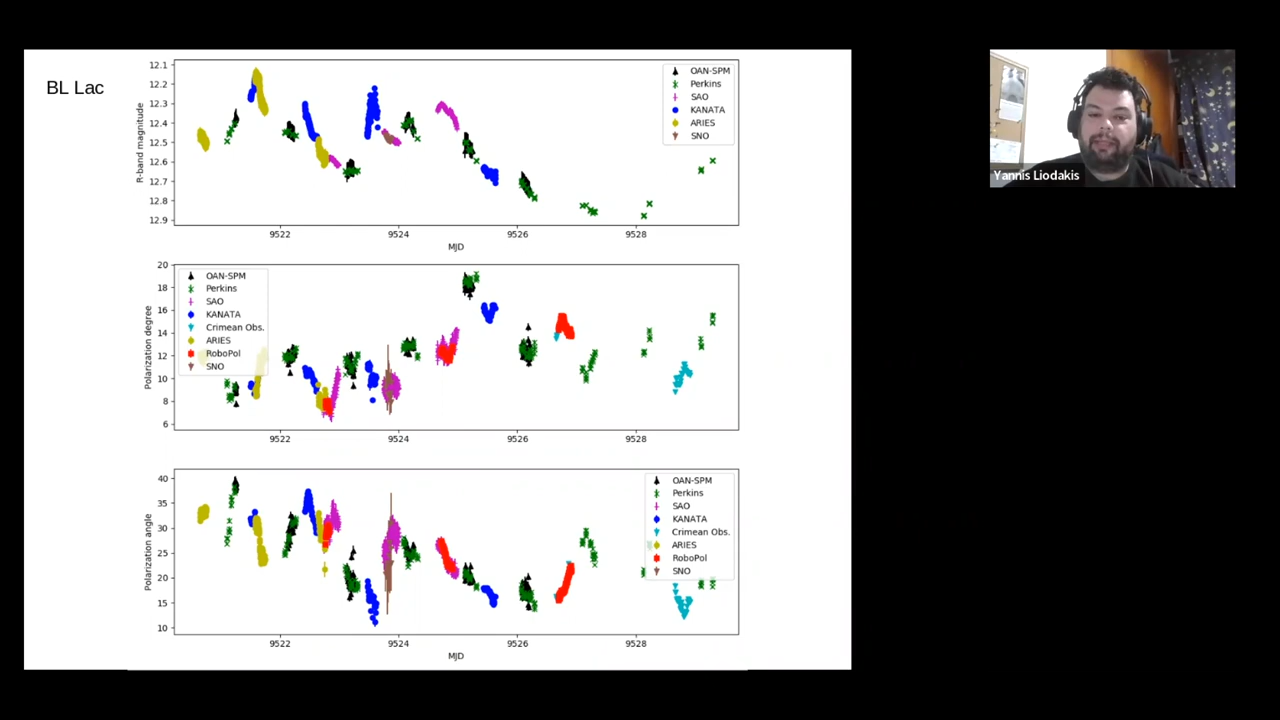 BL Lac
12.1
12.2
12.3
12.4
12.5
12.6
12.7
12.8
12.9
R-band magnitude
OAN-SPM
Perkins
SAO
KANATA
ARIES
SNO
9522 9524 9526 9528
MJD
20
18
16
14
12
10
8
6
Polarization degree
OAN-SPM
Perkins
SAO
KANATA
Crimean Obs.
ARIES
RoboPol
SNO
9522 9524 9526 9528
40
35
30
25
20
15
10
Polarization angle
OAN-SPM
Perkins
SAO
KANATA
Crimean Obs.
ARIES
RoboPol
SNO
9522 9524 9526 9528
MJD
Yannis Liodakis